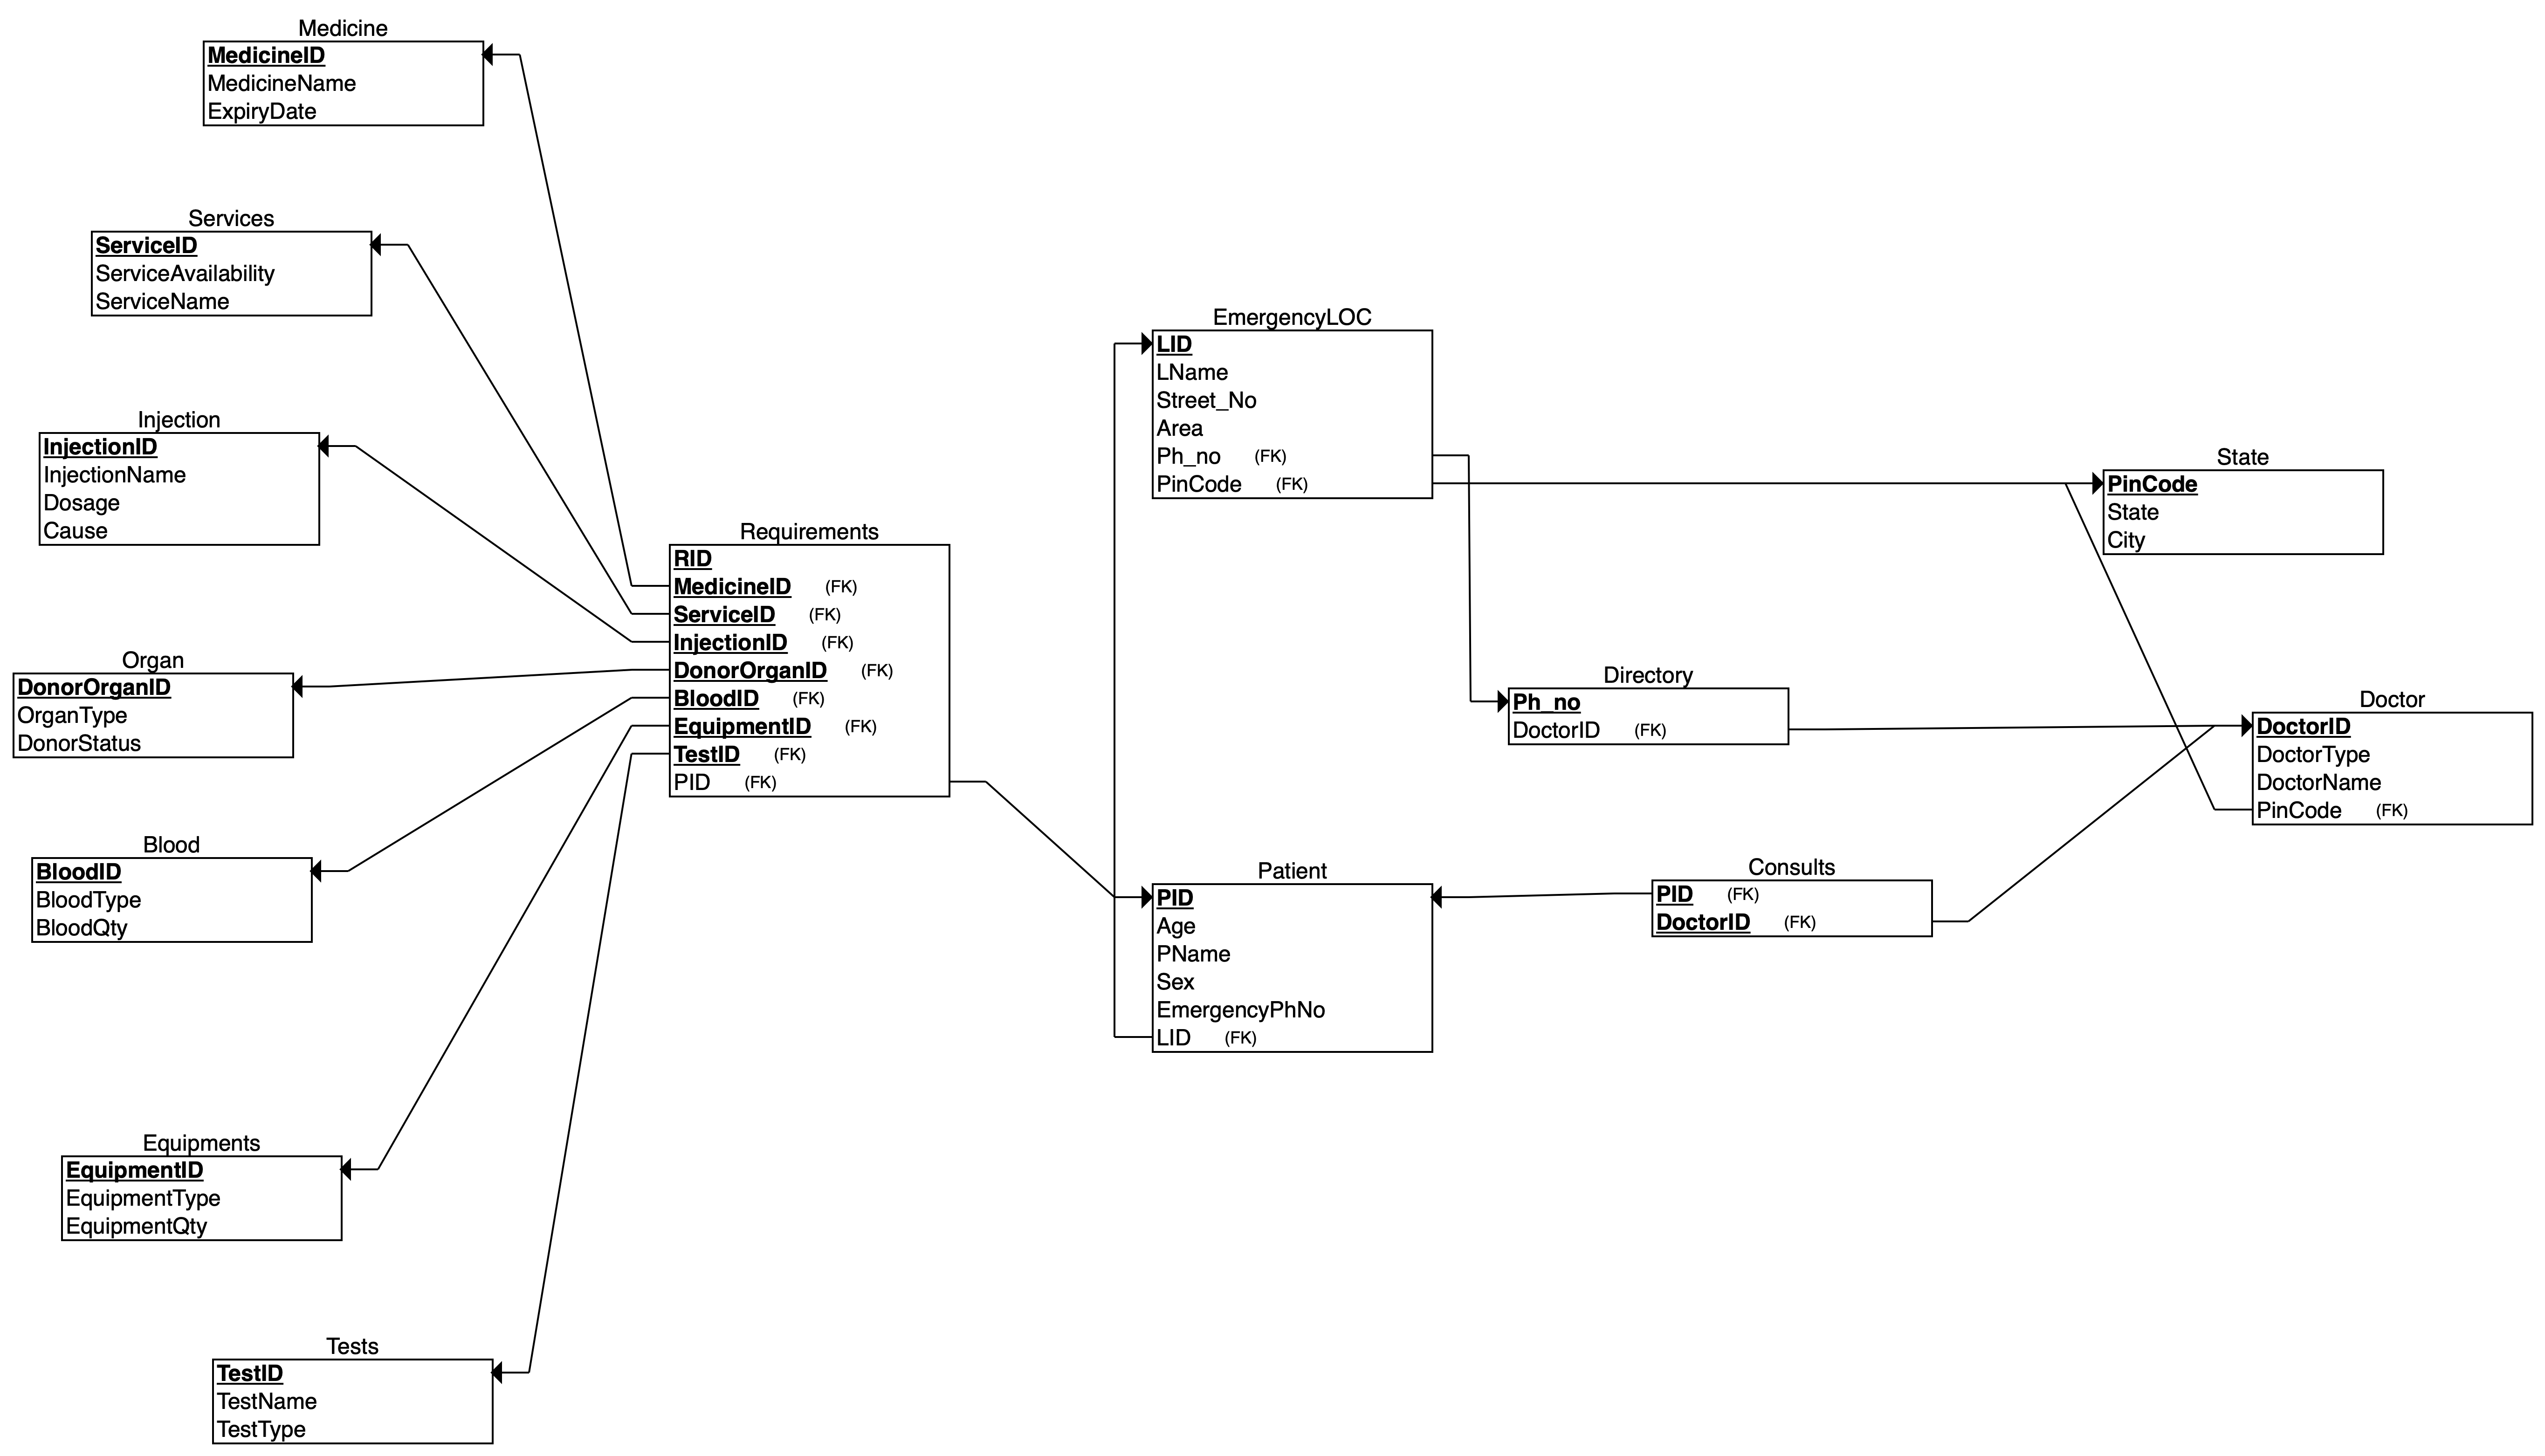 Medicine
MedicineID
MedicineName
ExpiryDate
Services
ServiceID
ServiceAvailability
ServiceName
Injection
InjectionID
InjectionName
Dosage
Cause
Organ
DonorOrganID
OrganType
DonorStatus
Blood
BloodID
BloodType
BloodQty
Equipments
EquipmentID
EquipmentType
EquipmentQty
Tests
TestID
TestName
TestType
Requirements
RID
MedicineID (FK)
ServiceID (FK)
InjectionID (FK)
DonorOrganID (FK)
BloodID (FK)
EquipmentID (FK)
TestID (FK)
PID (FK)
EmergencyLOC
LID
LName
Street_No
Area
Ph_no (FK)
PinCode (FK)
Patient
PID
Age
PName
Sex
EmergencyPhNo
LID (FK)
Directory
Ph_no
DoctorID (FK)
Consults
PID (FK)
DoctorID (FK)
State
PinCode
State
City
Doctor
DoctorID
DoctorType
DoctorName
PinCode (FK)